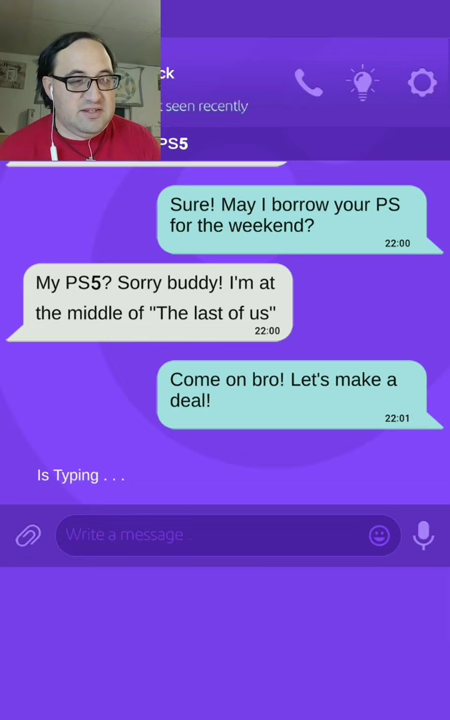 ck
t seen recently
PS5
Sure! May I borrow your PS
for the weekend?
22:00
My PS5? Sorry buddy! I'm at
the middle of "The last of us"
22:00
Come on bro! Let's make a
deal!
22:01
Is Typing . . .
Write a message .